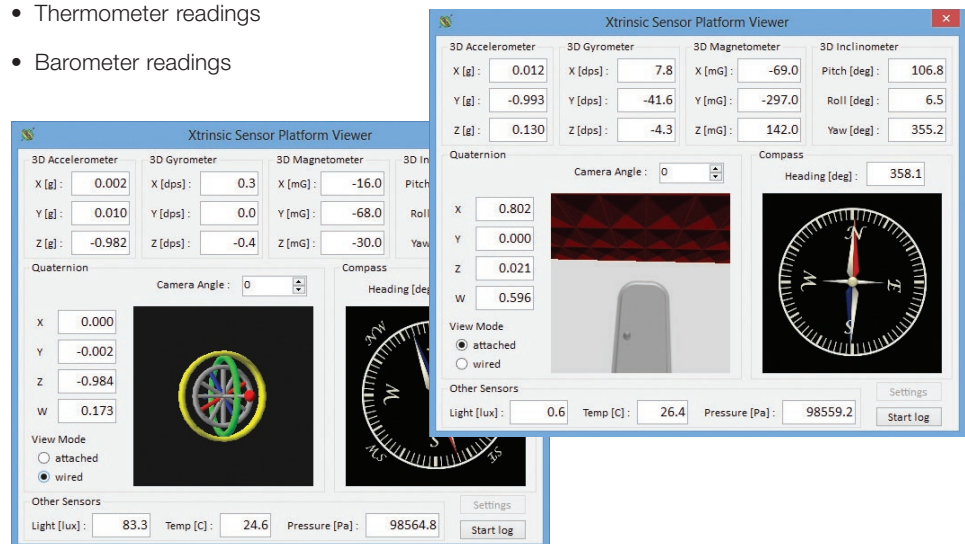 • Thermometer readings
• Barometer readings
Xtrinsic Sensor Platform Viewer
3D Accelerometer 3D Gyrometer 3D Magnetometer 3D Inclinometer
X [g] : 0.012 X [dps] : 7.8 X [mG] : -69.0 Pitch [deg] : 106.8
Y [g] : -0.993 Y [dps] : -41.6 Y [mG] : -297.0 Roll [deg] : 6.5
Z [g] : 0.130 Z [dps] : -4.3 Z [mG] : 142.0 Yaw [deg] : 355.2
Quaternion Compass
Camera Angle : 0 Heading [deg] : 358.1
X 0.802
Y 0.000
Z 0.021
W 0.596
N
W E
S
View Mode
attached
wired
Other Sensors Settings
Light [lux] : 0.6 Temp [C] : 26.4 Pressure [Pa] : 98559.2 Start log
Xtrinsic Sensor Platform Viewer
3D Accelerometer 3D Gyrometer 3D Magnetometer 3D In
X [g] : 0.002 X [dps] : 0.3 X [mG] : -16.0 Pitch
Y [g] : 0.010 Y [dps] : 0.0 Y [mG] : -68.0 Roll
Z [g] : -0.982 Z [dps] : -0.4 Z [mG] : -30.0 Yaw
Quaternion Compass
Camera Angle : 0 Heading [deg
X 0.000
Y -0.002
Z -0.984
W 0.173
NW
W
SW S SE
View Mode
attached
wired
Other Sensors Settings
Light [lux] : 83.3 Temp [C] : 24.6 Pressure [Pa] : 98564.8 Start log